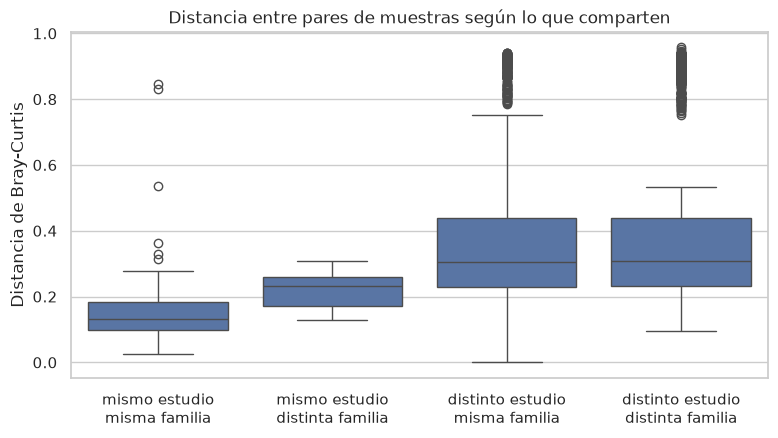 Distancia entre pares de muestras según lo que comparten
Distancia de Bray-Curtis
1.0
0.8
0.6
0.4
0.2
0.0
mismo estudio
misma familia
mismo estudio
distinta familia
distinto estudio
misma familia
distinto estudio
distinta familia